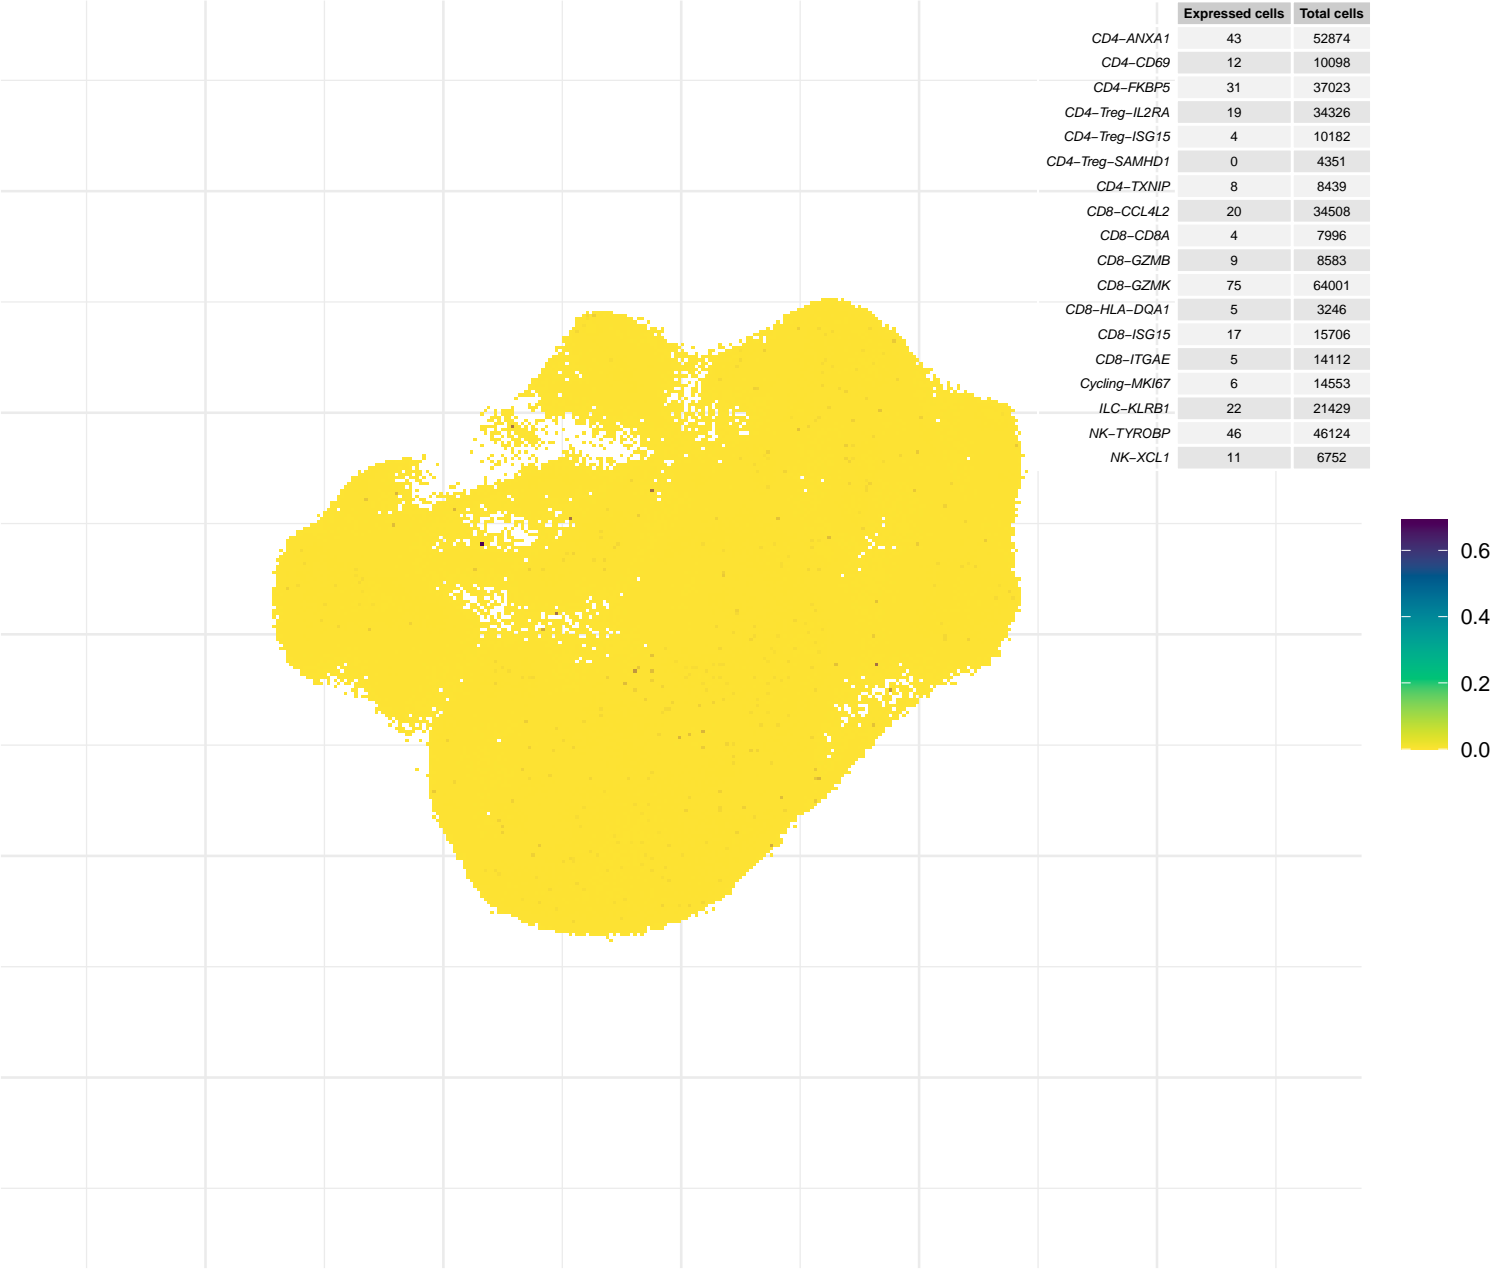 Expressed cells Total cells
CD4−ANXA1 43 52874
CD4−CD69 12 10098
CD4−FKBP5 31 37023
CD4−Treg−IL2RA 19 34326
CD4−Treg−ISG15 4 10182
CD4−Treg−SAMHD1 0 4351
CD4−TXNIP 8 8439
CD8−CCL4L2 20 34508
CD8−CD8A 4 7996
CD8−GZMB 9 8583
CD8−GZMK 75 64001
CD8−HLA−DQA1 5 3246
CD8−ISG15 17 15706
CD8−ITGAE 5 14112
Cycling−MKI67 6 14553
ILC−KLRB1 22 21429
NK−TYROBP 46 46124
NK−XCL1 11 6752
0.6
0.4
0.2
0.0